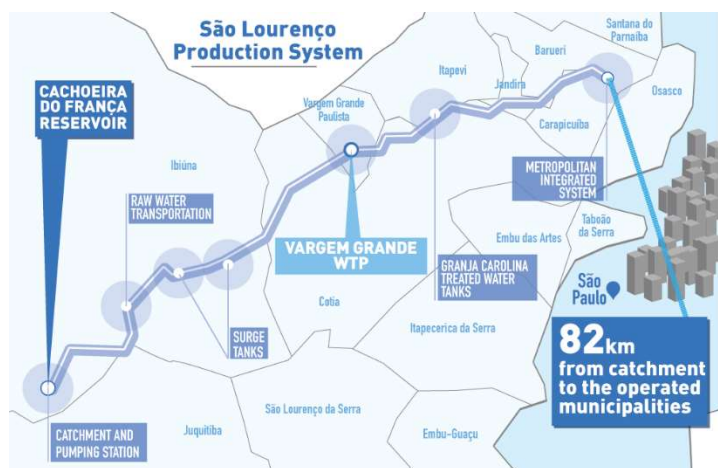 São Lourenço
Production System
CACHOEIRA
DO FRANÇA
RESERVOIR
Santana do
Parnaíba
Barueri
Itapevi
Jandira
Osasco
Vargem Grande
Paulista
Carapicuíba
Ibiúna
METROPOLITAN
INTEGRATED
SYSTEM
RAW WATER
TRANSPORTATION
VARGEM GRANDE
WTP
Embu das Artes
Taboão
da Serra
GRANJA CAROLINA
TREATED WATER
TANKS
São
Paulo
Cotia
SURGE
TANKS
Itapecerica da Serra
82km
from catchment
to the operated
municipalities
São Lourenço da Serra
CATCHMENT AND
PUMPING STATION
Juquitiba
Embu-Guaçu